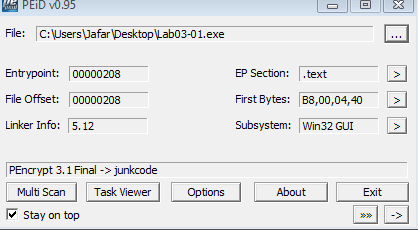 PEiD v0.95
File: C:\Users\Jafar\Desktop\Lab03-01.exe ...
Entrypoint: 00000208 EP Section: .text >
File Offset: 00000208 First Bytes: B8,00,04,40 >
Linker Info: 5.12 Subsystem: Win32 GUI >
PEncrypt 3.1 Final -> junkcode
Multi Scan Task Viewer Options About Exit
Stay on top »» ->